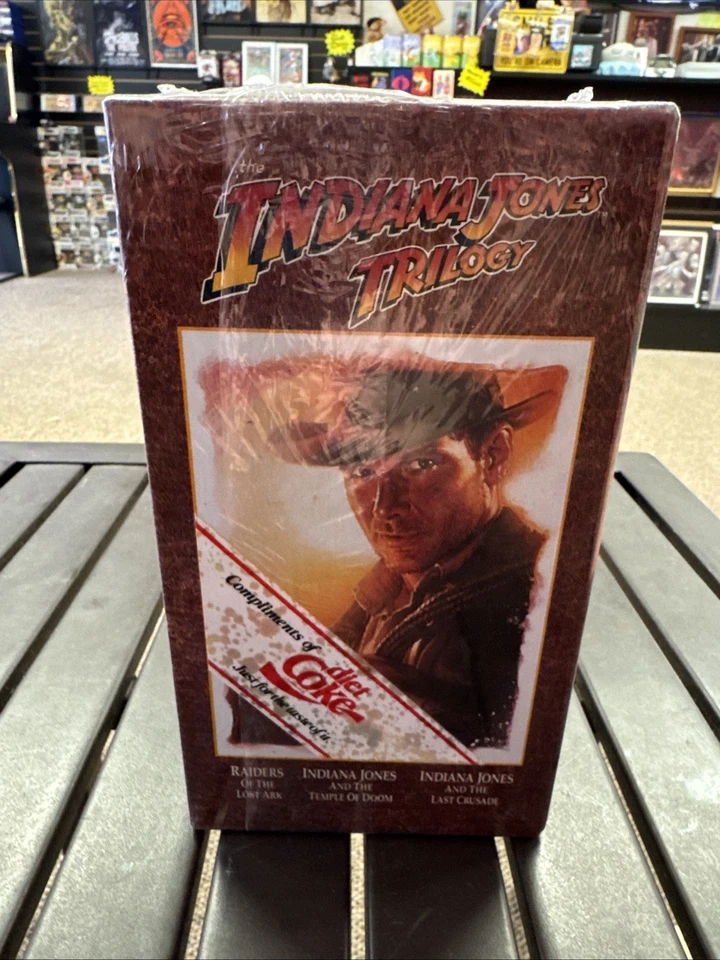 the
INDIANA JONES
TRILOGY
Compliments of
diet
Coke
Just for the taste of it.
RAIDERS
OF THE
LOST ARK
INDIANA JONES
AND THE
TEMPLE OF DOOM
INDIANA JONES
AND THE
LAST CRUSADE